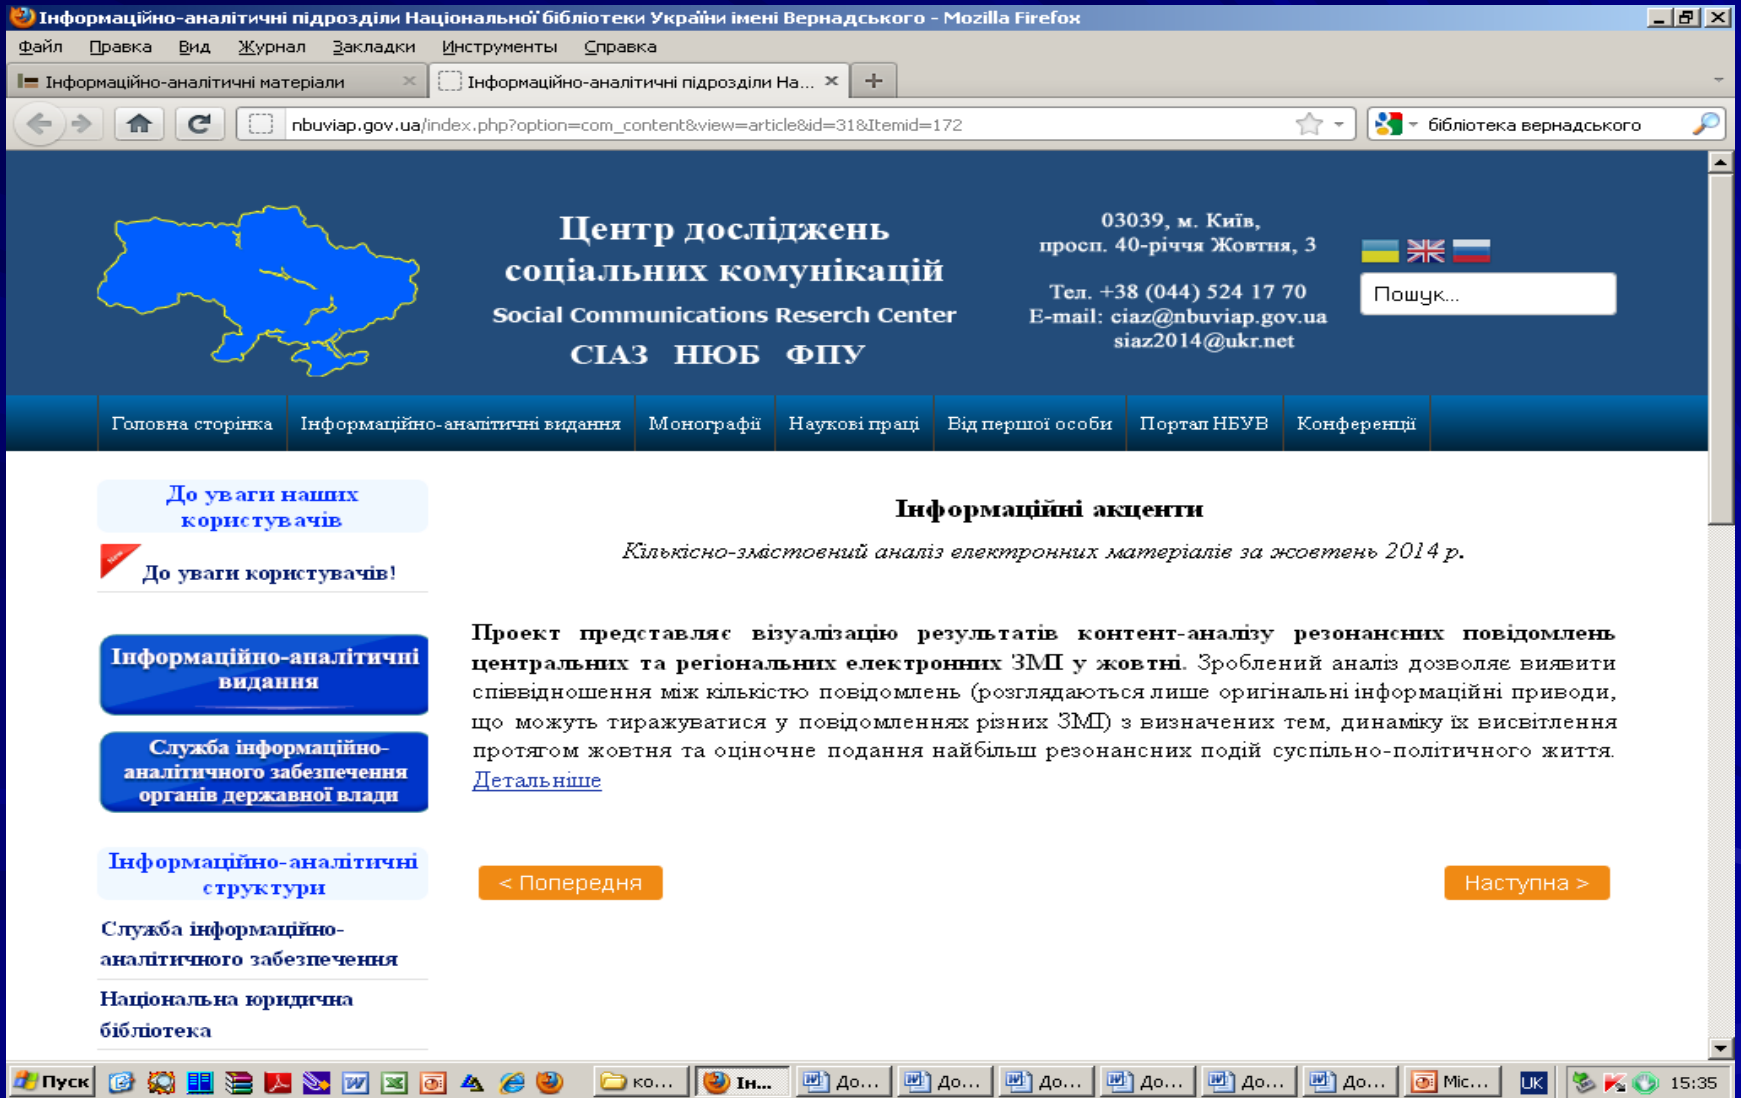 Інформаційно-аналітичні підрозділи Національної бібліотеки України імені Вернадського - Mozilla Firefox
Файл Правка Вид Журнал Закладки Инструменты Справка
Інформаційно-аналітичні матеріали
Інформаційно-аналітичні підрозділи На...
nbuviap.gov.ua/index.php?option=com_content&view=article&id=31&Itemid=172
бібліотека вернадського
Центр досліджень
соціальних комунікацій
Social Communications Reserch Center
СІАЗ НЮБ ФПУ
03039, м. Київ,
просп. 40-річчя Жовтня, 3
Тел. +38 (044) 524 17 70
E-mail: ciaz@nbuviap.gov.ua
siaz2014@ukr.net
Пошук...
Головна сторінка Інформаційно-аналітичні видання Монографії Наукові праці Від першої особи Портал НБУВ Конференції
До уваги наших
користувачів
New
До уваги користувачів!
Інформаційно-аналітичні
видання
Служба інформаційно-
аналітичного забезпечення
органів державної влади
Інформаційно-аналітичні
структури
Служба інформаційно-
аналітичного забезпечення
Національна юридична
бібліотека
Інформаційні акценти
Кількісно-змістовний аналіз електронних матеріалів за жовтень 2014 р.
Проект представляє візуалізацію результатів контент-аналізу резонансних повідомлень
центральних та регіональних електронних ЗМІ у жовтні. Зроблений аналіз дозволяє виявити
співвідношення між кількістю повідомлень (розглядаються лише оригінальні інформаційні приводи,
що можуть тиражуватися у повідомленнях різних ЗМІ) з визначених тем, динаміку їх висвітлення
протягом жовтня та оціночне подання найбільш резонансних подій суспільно-політичного життя.
Детальніше
< Попередня
Наступна >
Пуск ко... Ін... До... До... До... До... До... До... Міс... UK 15:35